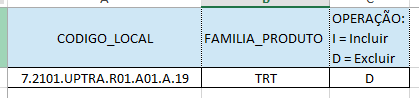 CODIGO_LOCAL FAMILIA_PRODUTO OPERAÇÃO:
I = Incluir
D = Excluir
7.2101.UPTRA.R01.A01.A.19 TRT D